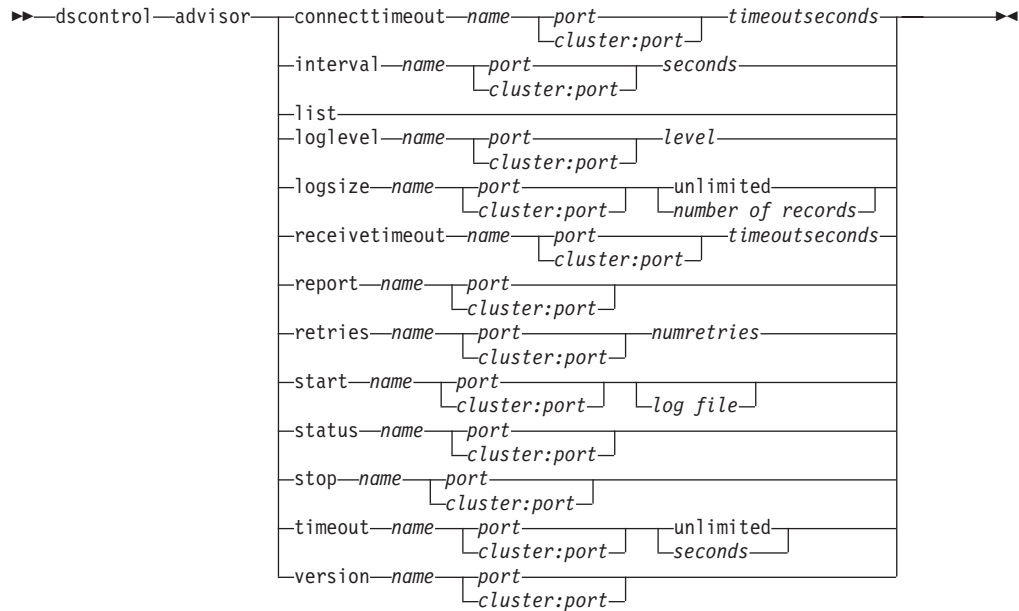 dscontrol advisor connecttimeout name port timeoutseconds
cluster:port
interval name port seconds
cluster:port
list
loglevel name port level
cluster:port
logsize name port unlimited
cluster:port number of records
receivetimeout name port timeoutseconds
cluster:port
report name port
cluster:port
retries name port numretries
cluster:port
start name port
cluster:port log file
status name port
cluster:port
stop name port
cluster:port
timeout name port unlimited
cluster:port seconds
version name port
cluster:port